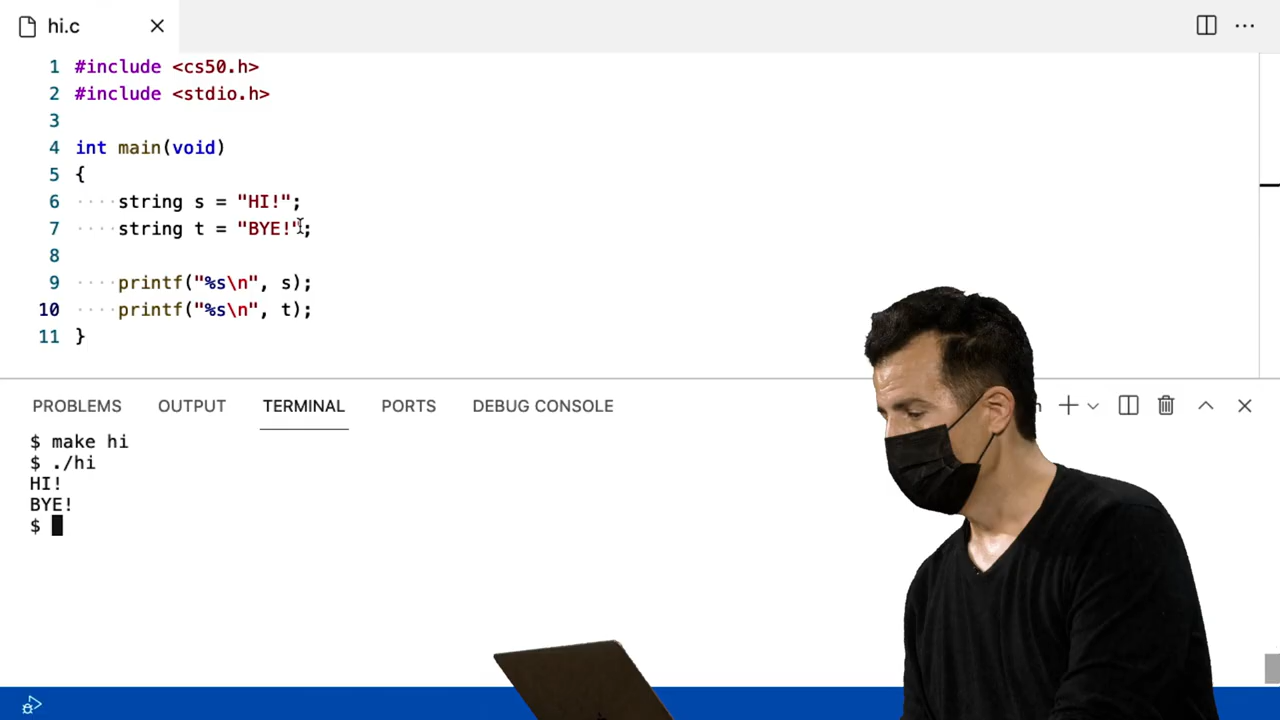 hi.c
1 #include <cs50.h>
2 #include <stdio.h>
3
4 int main(void)
5 {
6 ····string s = "HI!";
7 ····string t = "BYE!";
8
9 ····printf("%s\n", s);
10 ····printf("%s\n", t);
11 }
PROBLEMS OUTPUT TERMINAL PORTS DEBUG CONSOLE
$ make hi
$ ./hi
HI!
BYE!
$